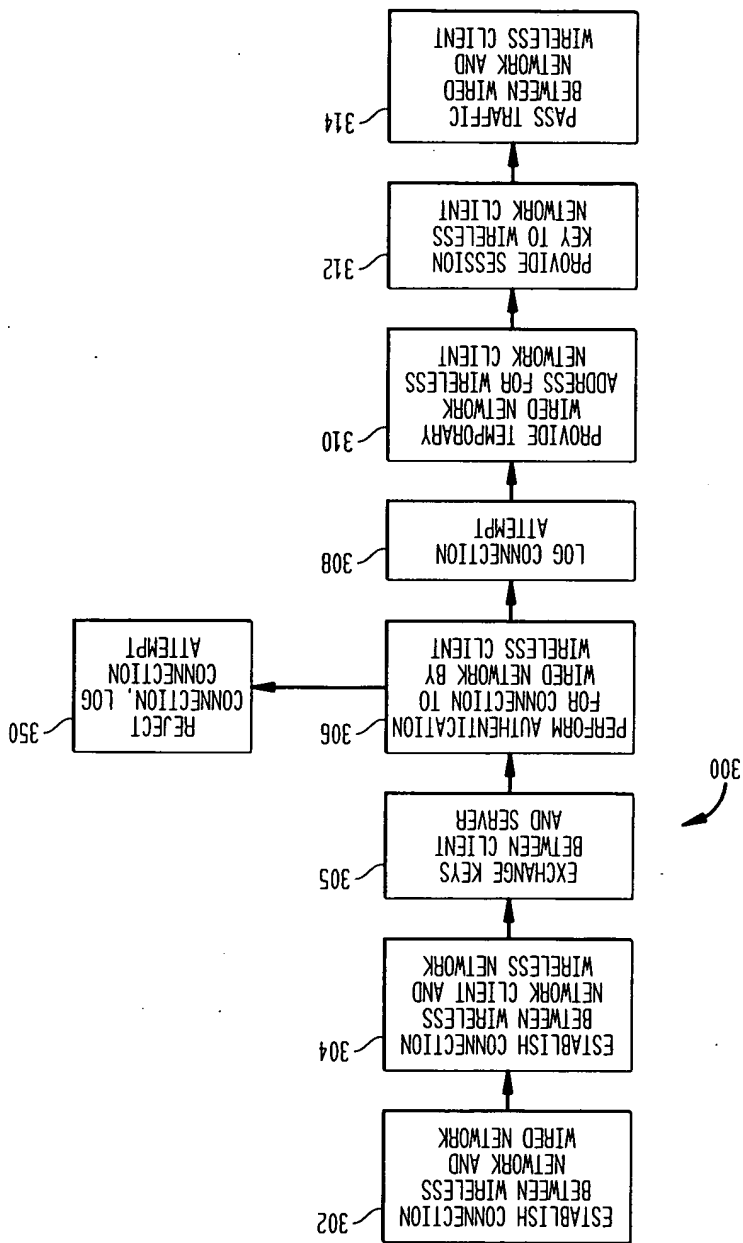 300
302
ESTABLISH CONNECTION
BETWEEN WIRELESS
NETWORK AND
WIRED NETWORK
304
ESTABLISH CONNECTION
BETWEEN WIRELESS
NETWORK CLIENT AND
WIRELESS NETWORK
305
EXCHANGE KEYS
BETWEEN CLIENT
AND SERVER
306
PERFORM AUTHENTICATION
FOR CONNECTION TO
WIRED NETWORK BY
WIRELESS CLIENT
350
REJECT
CONNECTION, LOG
CONNECTION
ATTEMPT
308
LOG CONNECTION
ATTEMPT
310
PROVIDE TEMPORARY
WIRED NETWORK
ADDRESS FOR WIRELESS
NETWORK CLIENT
312
PROVIDE SESSION
KEY TO WIRELESS
NETWORK CLIENT
314
PASS TRAFFIC
BETWEEN WIRED
NETWORK AND
WIRELESS CLIENT